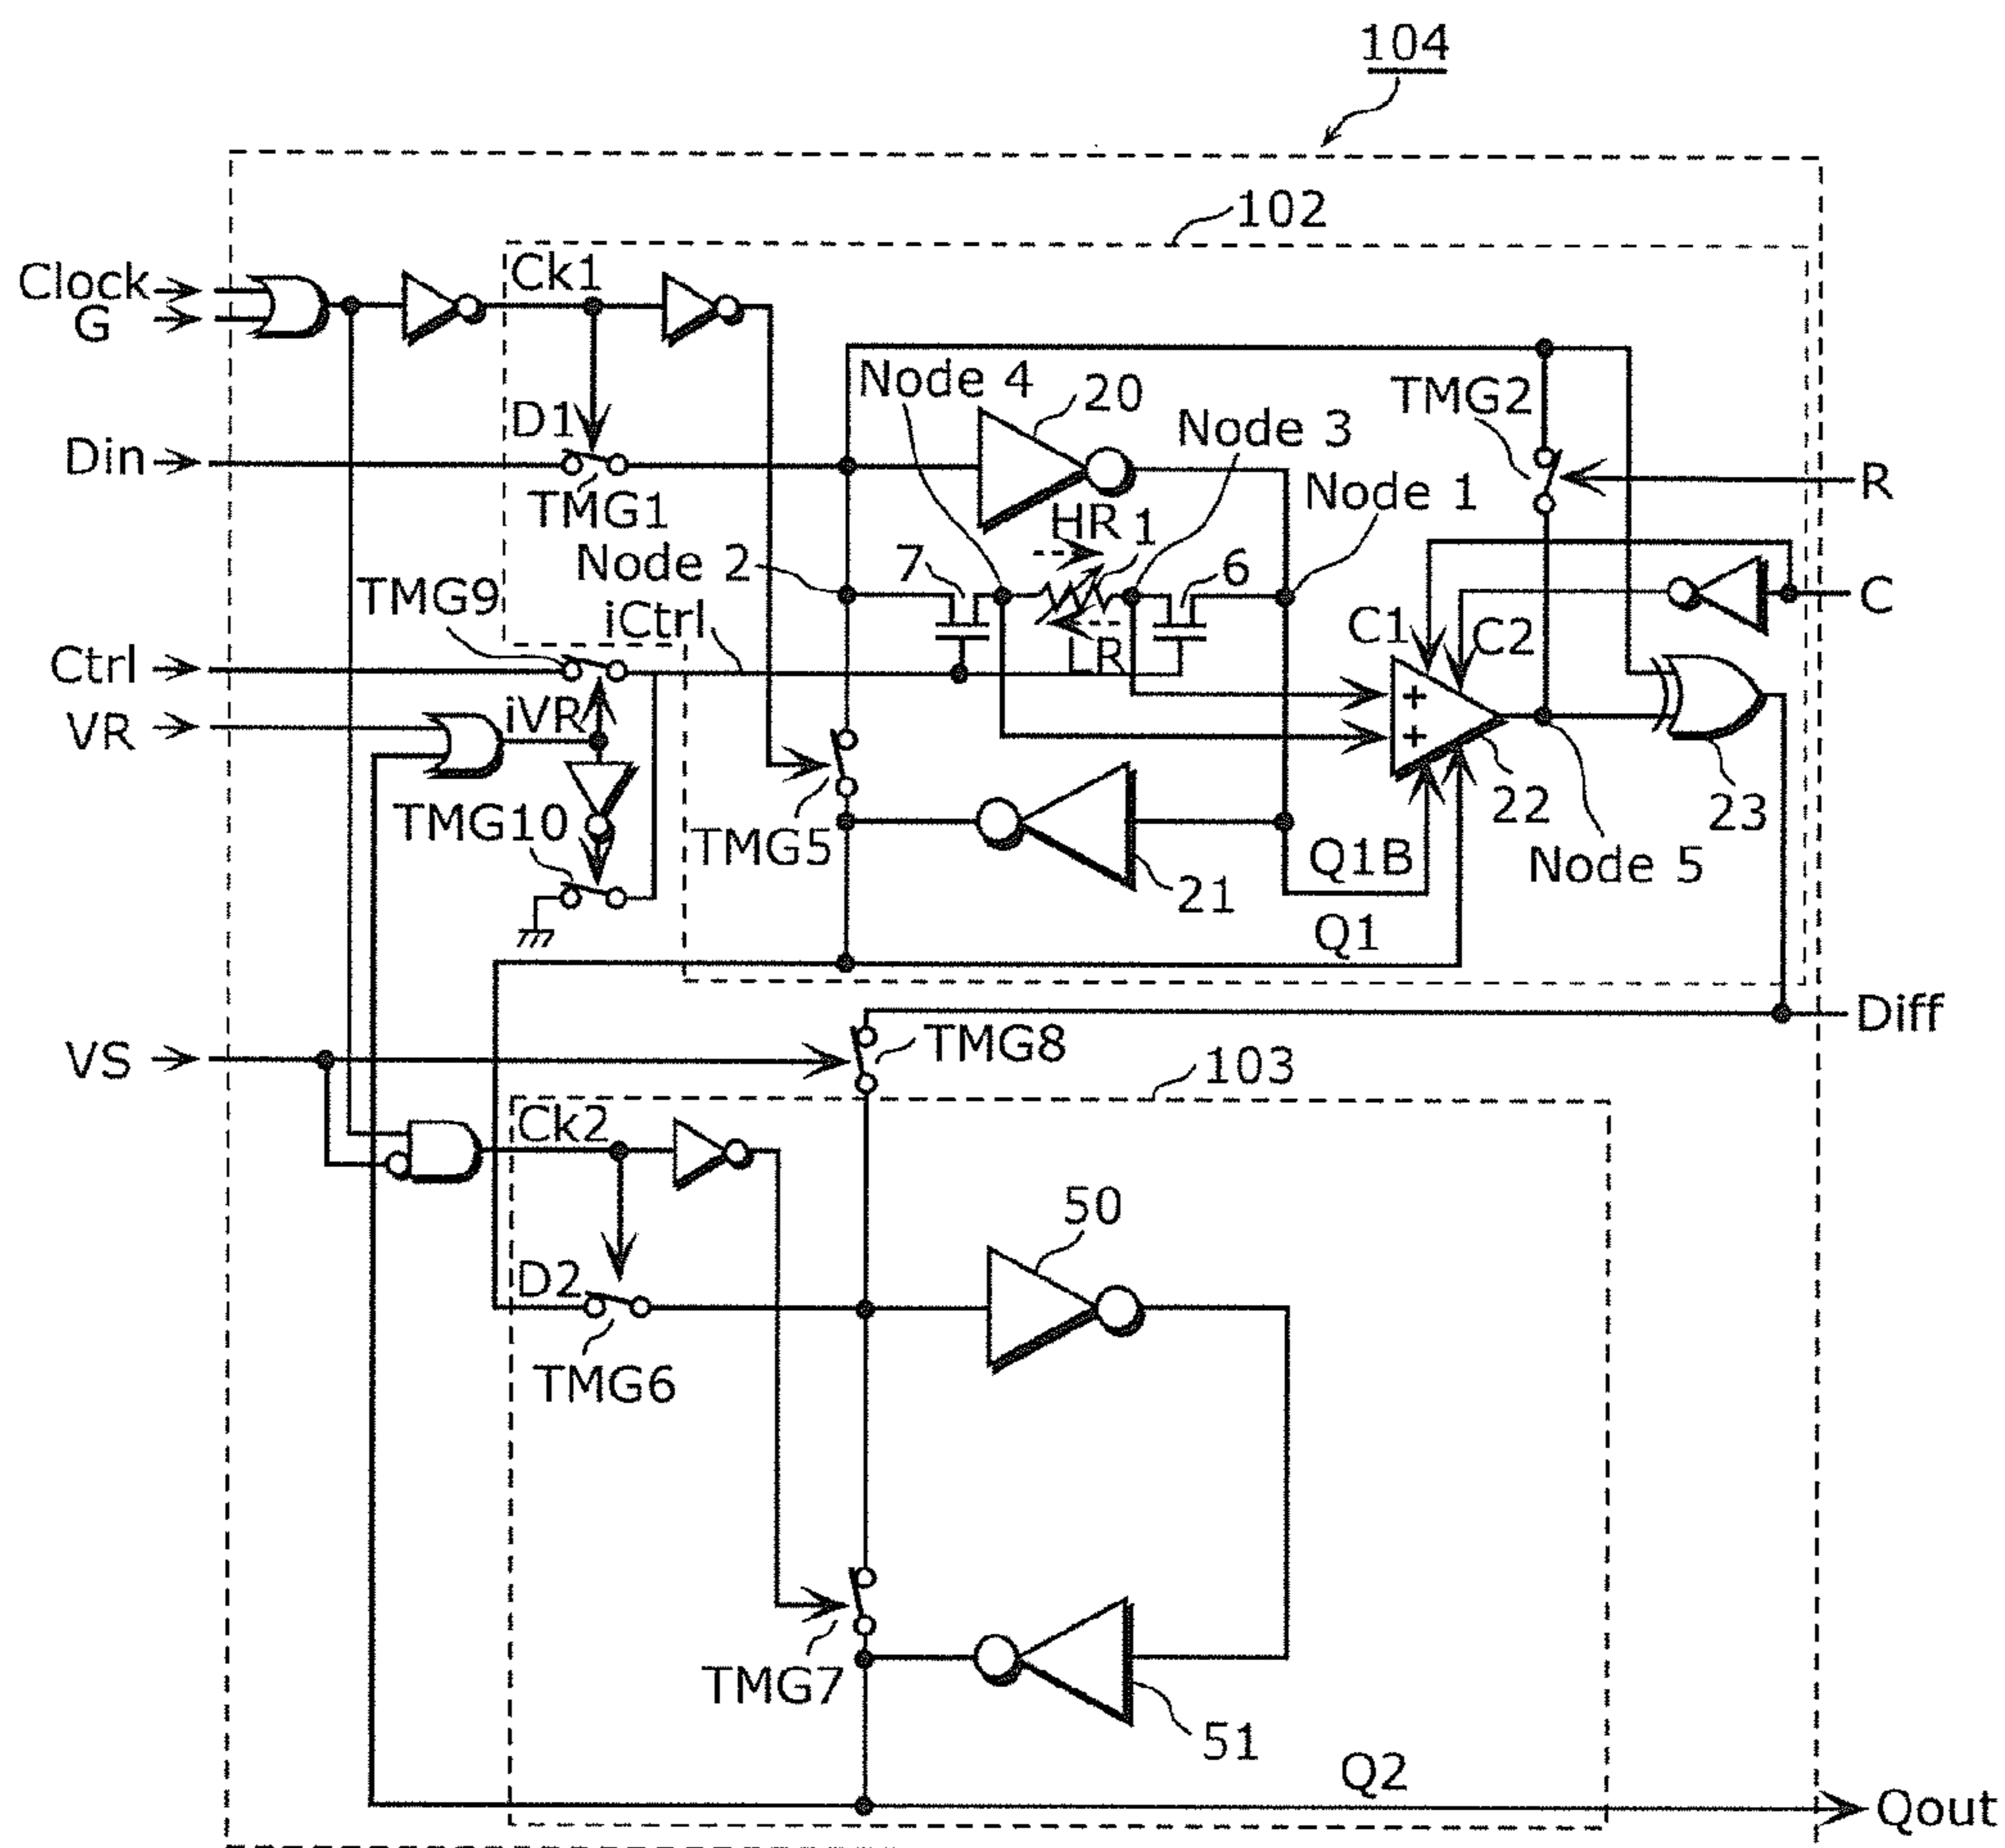 104
102
Clock
G
Ck1
Node 4
20
TMG2
Node 3
D1
Din
TMG1
HR
1
Node 1
R
Node 2
7
6
TMG9
iCtrl
LR
C1
C2
C
Ctrl
iVR
VR
+
+
TMG10
TMG5
22
23
21
Q1B
Node 5
Q1
Diff
VS
TMG8
103
Ck2
50
D2
TMG6
TMG7
51
Q2
Qout